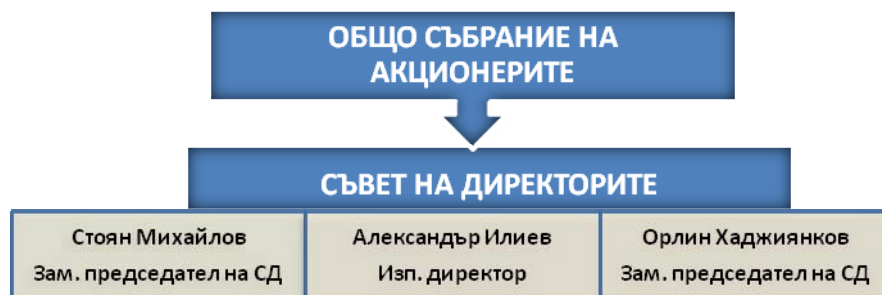 ОБЩО СЪБРАНИЕ НА
АКЦИОНЕРИТЕ
СЪВЕТ НА ДИРЕКТОРИТЕ
Стоян Михайлов
Зам. председател на СД
Александър Илиев
Изп. директор
Орлин Хаджиянков
Зам. председател на СД